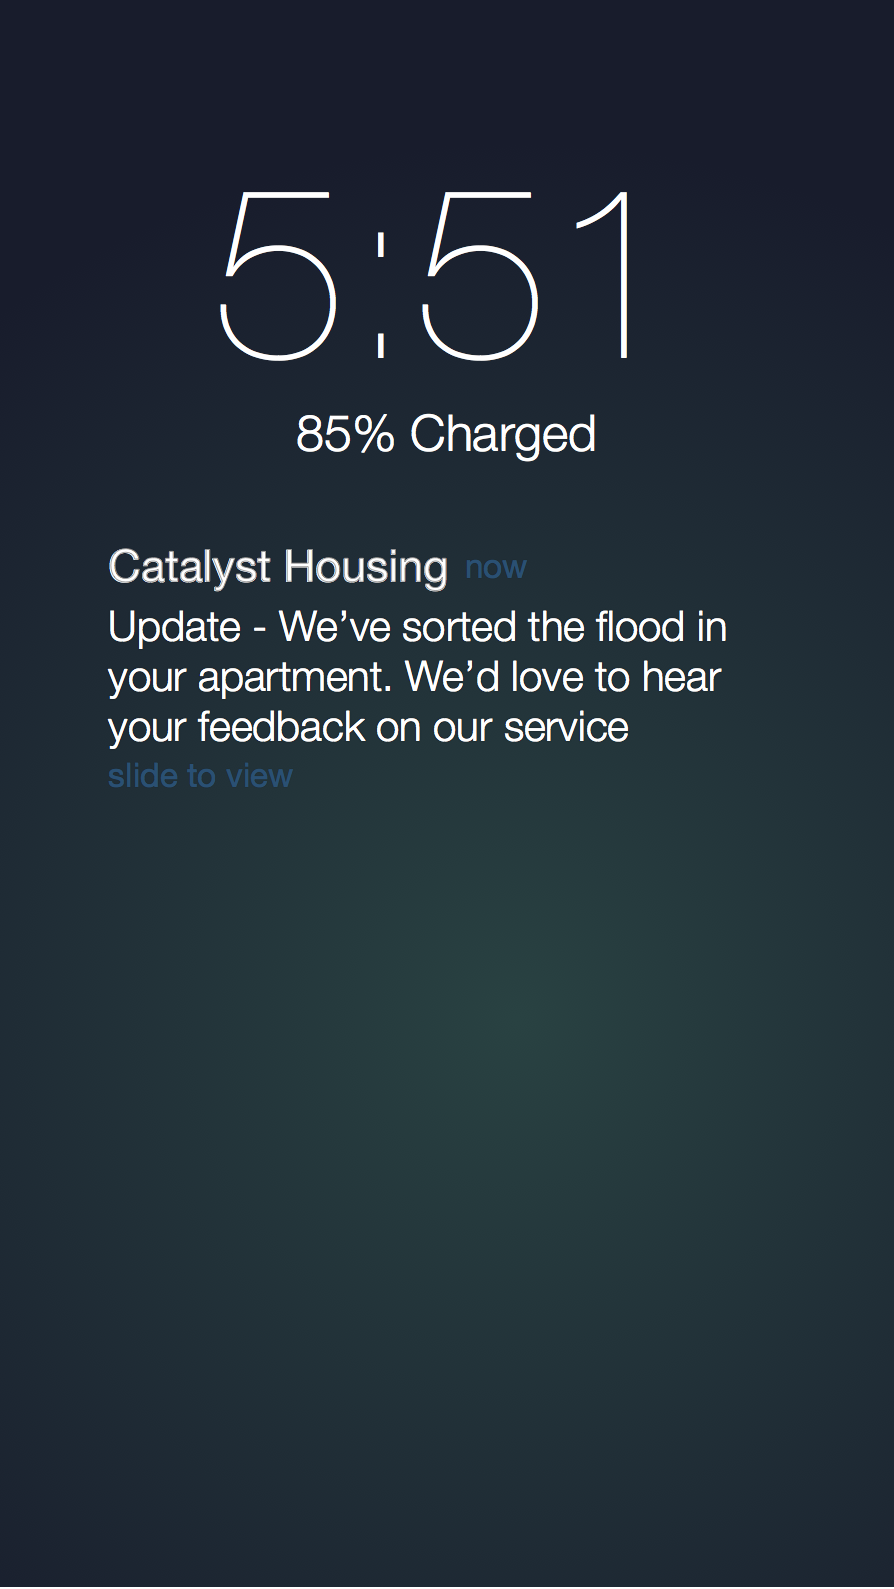 5:51
85% Charged
Catalyst Housing now
Update - We’ve sorted the flood in
your apartment. We’d love to hear
your feedback on our service
slide to view